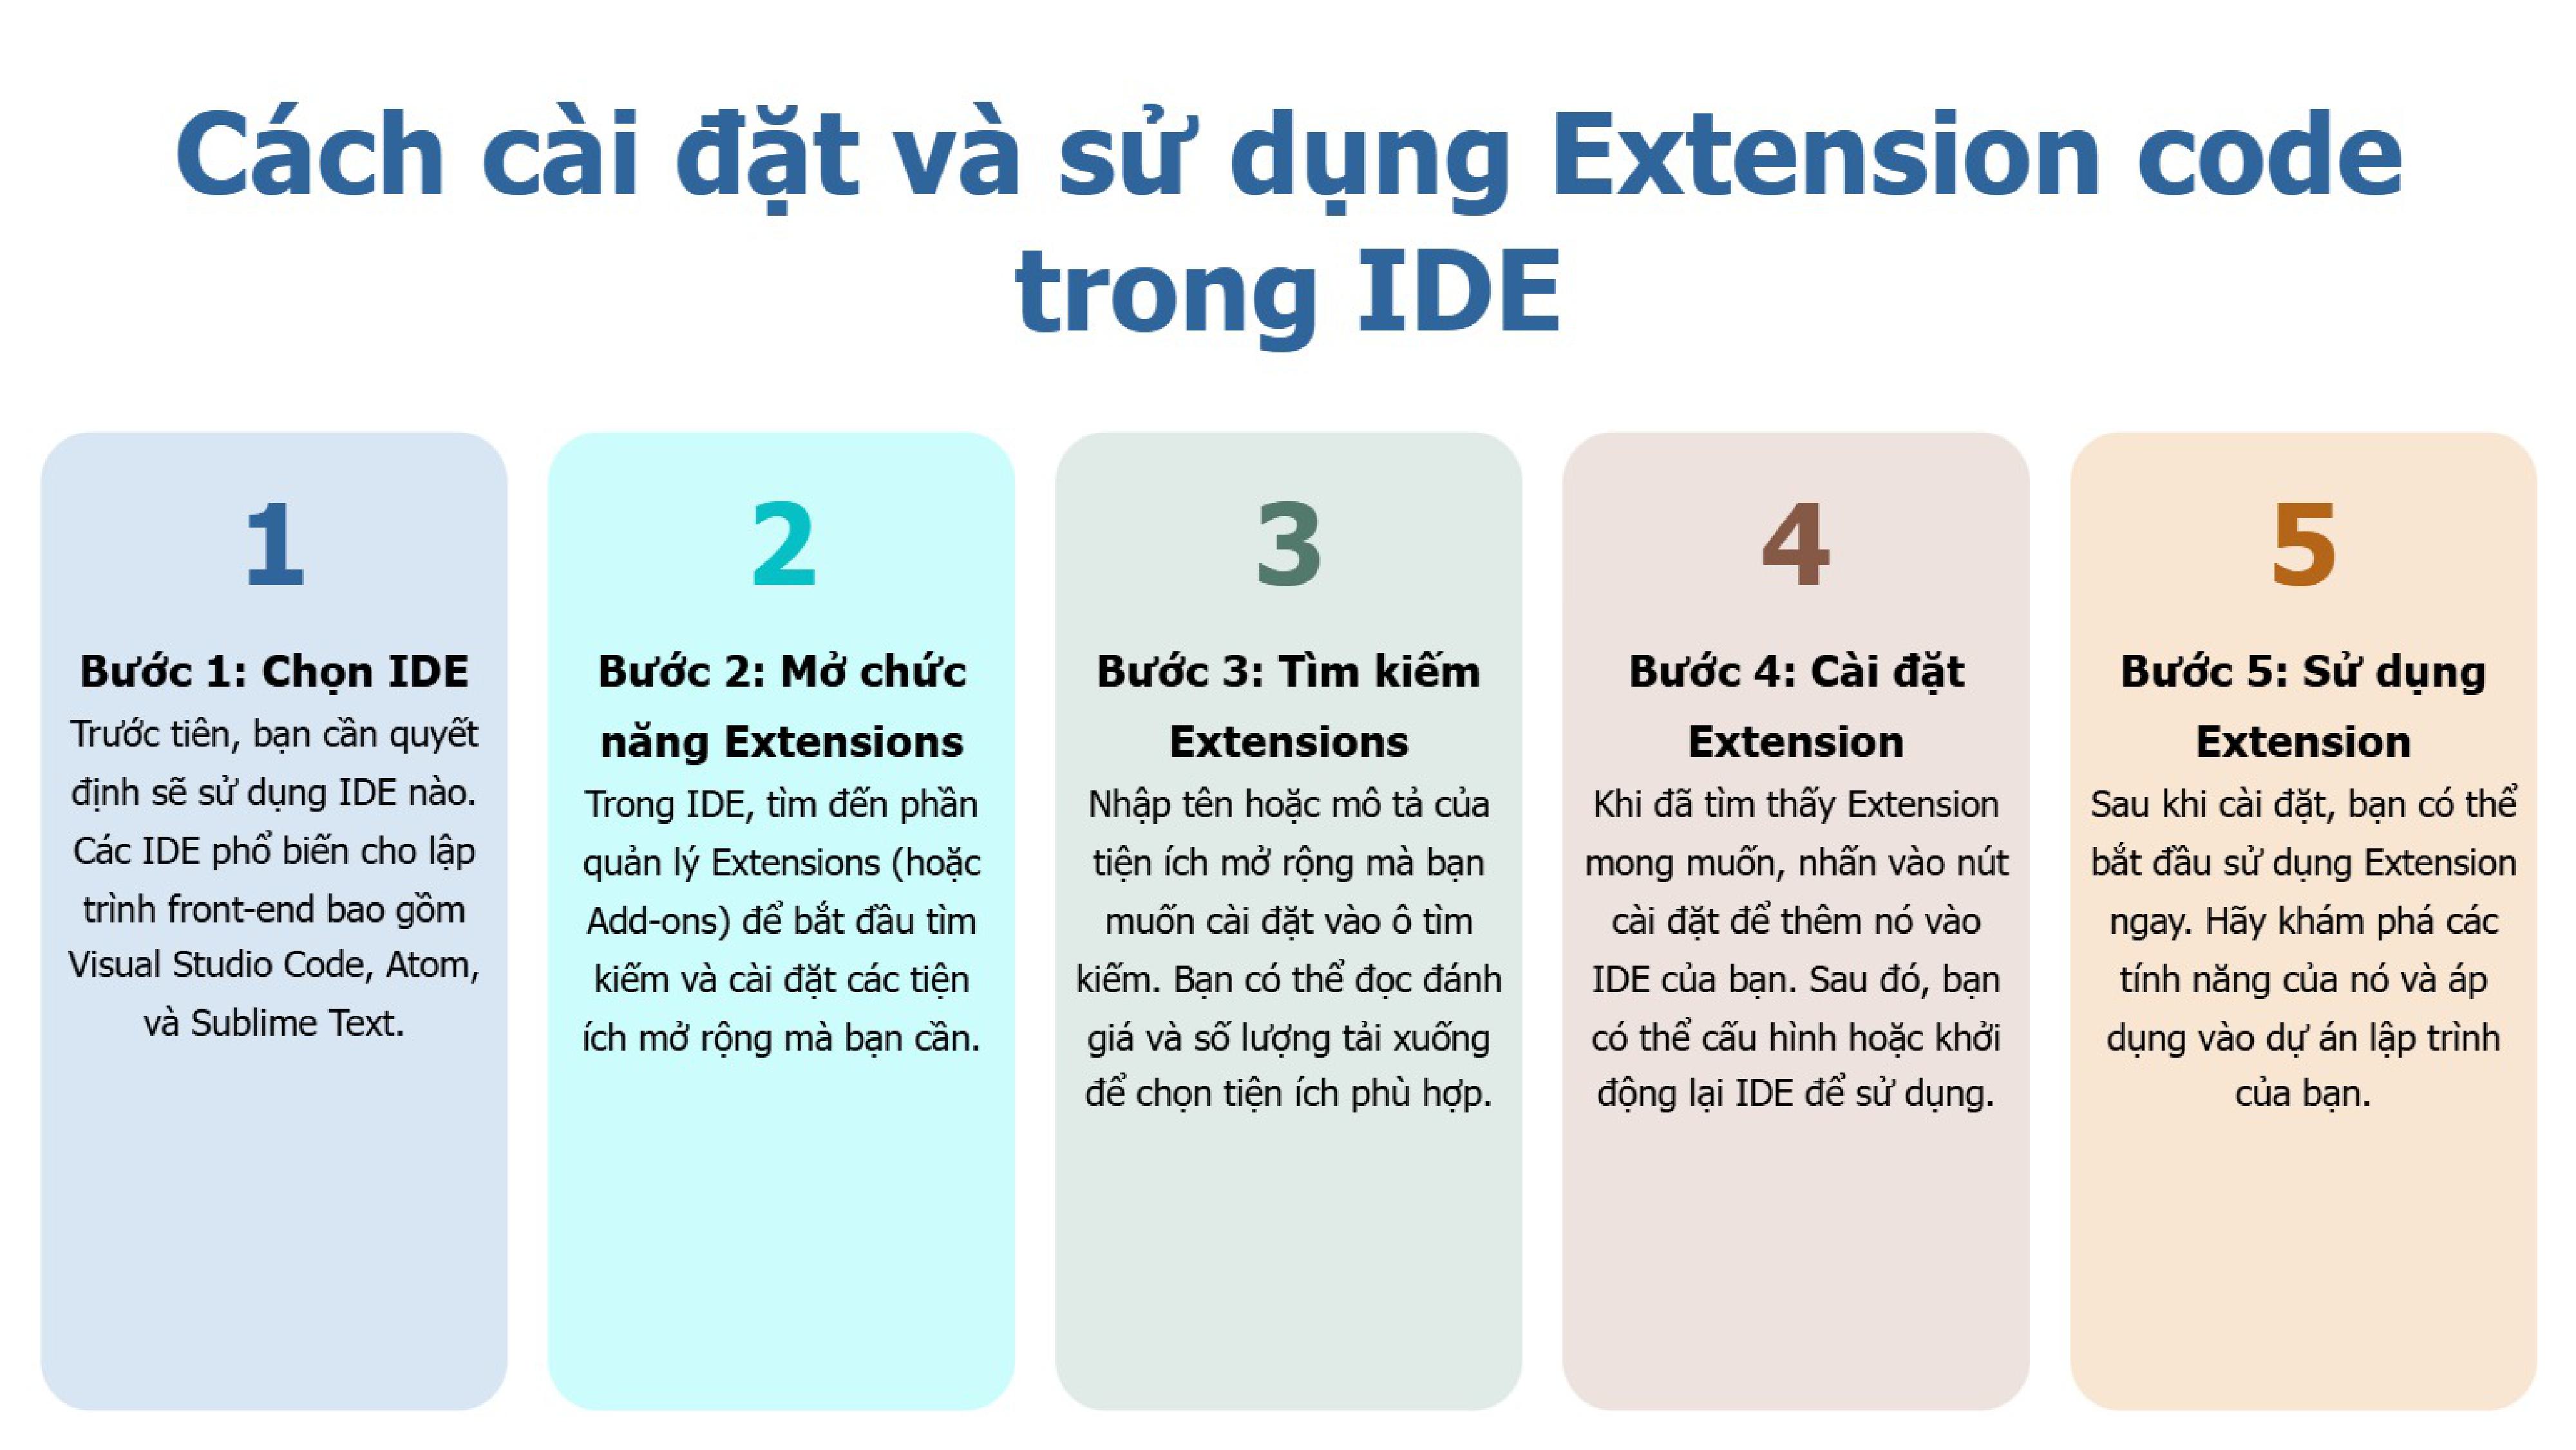 Cách cài đặt và sử dụng Extension code
trong IDE
1
Bước 1: Chọn IDE
Trước tiên, bạn cần quyết
định sẽ sử dụng IDE nào.
Các IDE phổ biến cho lập
trình front-end bao gồm
Visual Studio Code, Atom,
và Sublime Text.
2
Bước 2: Mở chức
năng Extensions
Trong IDE, tìm đến phần
quản lý Extensions (hoặc
Add-ons) để bắt đầu tìm
kiếm và cài đặt các tiện
ích mở rộng mà bạn cần.
3
Bước 3: Tìm kiếm
Extensions
Nhập tên hoặc mô tả của
tiện ích mở rộng mà bạn
muốn cài đặt vào ô tìm
kiếm. Bạn có thể đọc đánh
giá và số lượng tải xuống
để chọn tiện ích phù hợp.
4
Bước 4: Cài đặt
Extension
Khi đã tìm thấy Extension
mong muốn, nhấn vào nút
cài đặt để thêm nó vào
IDE của bạn. Sau đó, bạn
có thể cấu hình hoặc khởi
động lại IDE để sử dụng.
5
Bước 5: Sử dụng
Extension
Sau khi cài đặt, bạn có thể
bắt đầu sử dụng Extension
ngay. Hãy khám phá các
tính năng của nó và áp
dụng vào dự án lập trình
của bạn.